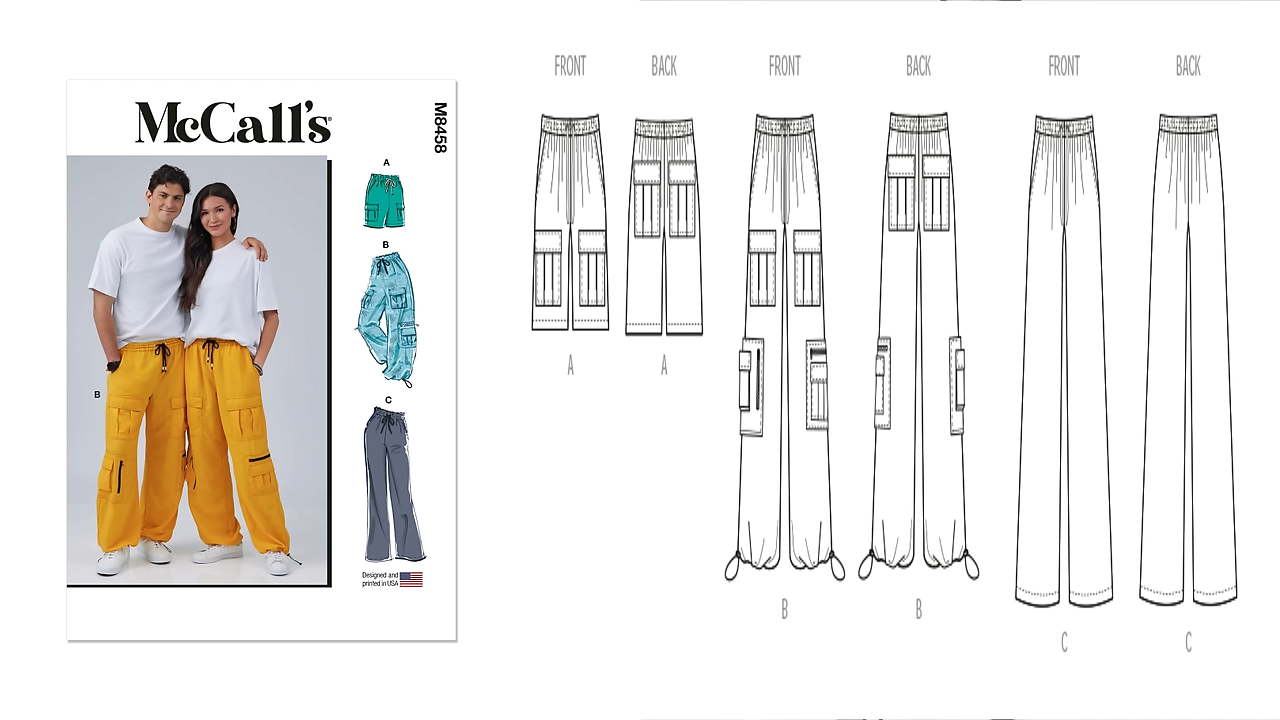 McCall's®
M8458
A
B
C
B
Designed and
printed in USA
FRONT BACK FRONT BACK FRONT BACK
A A B B C C